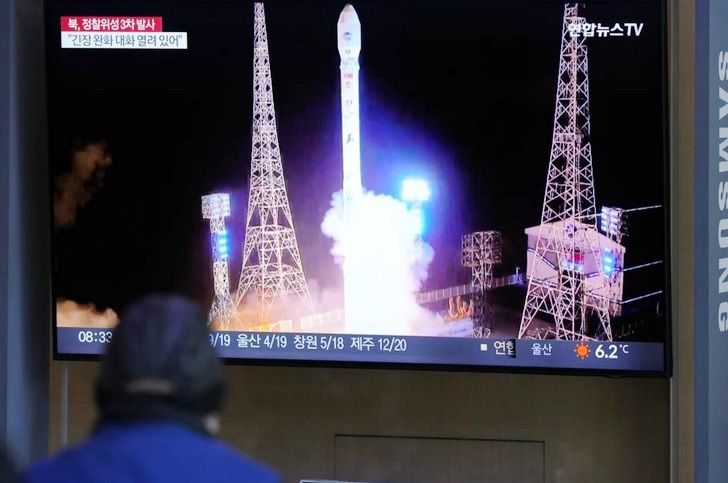 북, 정찰위성 3차 발사
"긴장 완화 대화 열려 있어"
연합뉴스TV
SAMSUNG
08:33
9/19 울산 4/19 창원 5/18 제주 12/20
■ 연합
울산 6.2℃